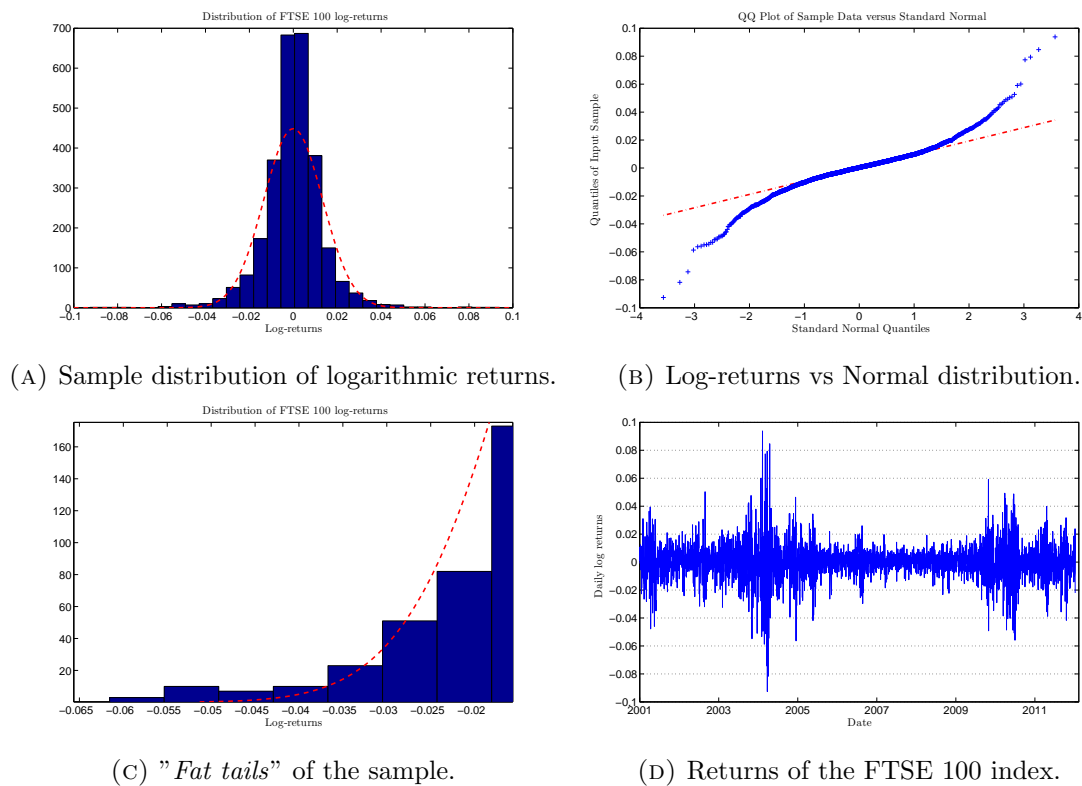 Distribution of FTSE 100 log-returns
700
600
500
400
300
200
100
0
−0.1 −0.08 −0.06 −0.04 −0.02 0 0.02 0.04 0.06 0.08 0.1
Log-returns
(A) Sample distribution of logarithmic returns.
QQ Plot of Sample Data versus Standard Normal
Quantiles of Input Sample
0.1
0.08
0.06
0.04
0.02
0
−0.02
−0.04
−0.06
−0.08
−0.1
−4 −3 −2 −1 0 1 2 3 4
Standard Normal Quantiles
(B) Log-returns vs Normal distribution.
Distribution of FTSE 100 log-returns
160
140
120
100
80
60
40
20
−0.065 −0.06 −0.055 −0.05 −0.045 −0.04 −0.035 −0.03 −0.025 −0.02
Log-returns
(C) "Fat tails" of the sample.
Daily log returns
0.1
0.08
0.06
0.04
0.02
0
−0.02
−0.04
−0.06
−0.08
−0.1
2001 2003 2005 2007 2009 2011
Date
(D) Returns of the FTSE 100 index.